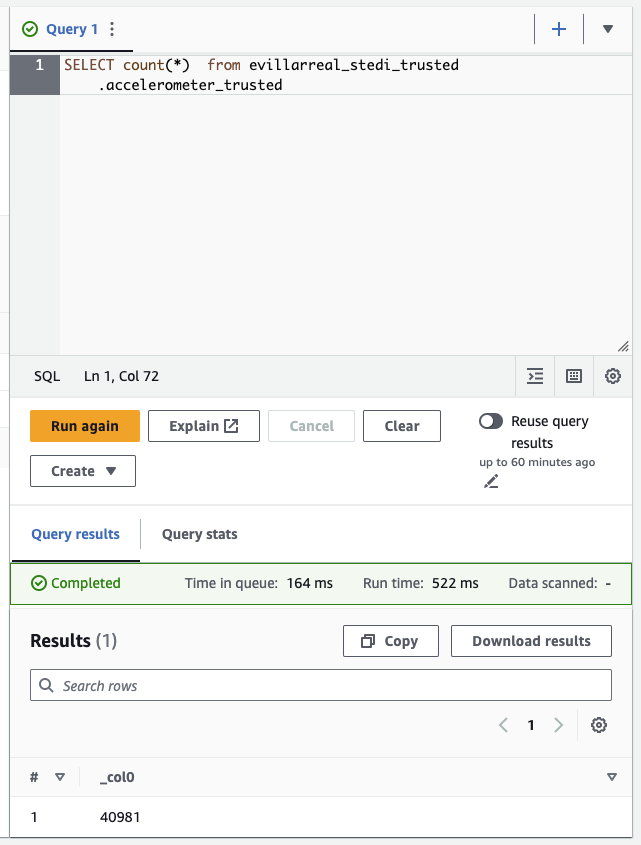 Query 1
1 SELECT count(*)  from evillarreal_stedi_trusted
.accelerometer_trusted
SQL Ln 1, Col 72
Run again Explain Cancel Clear
Reuse query
results
up to 60 minutes ago
Create
Query results Query stats
Completed Time in queue: 164 ms Run time: 522 ms Data scanned: -
Results (1) Copy Download results
Search rows
1
# _col0
1 40981